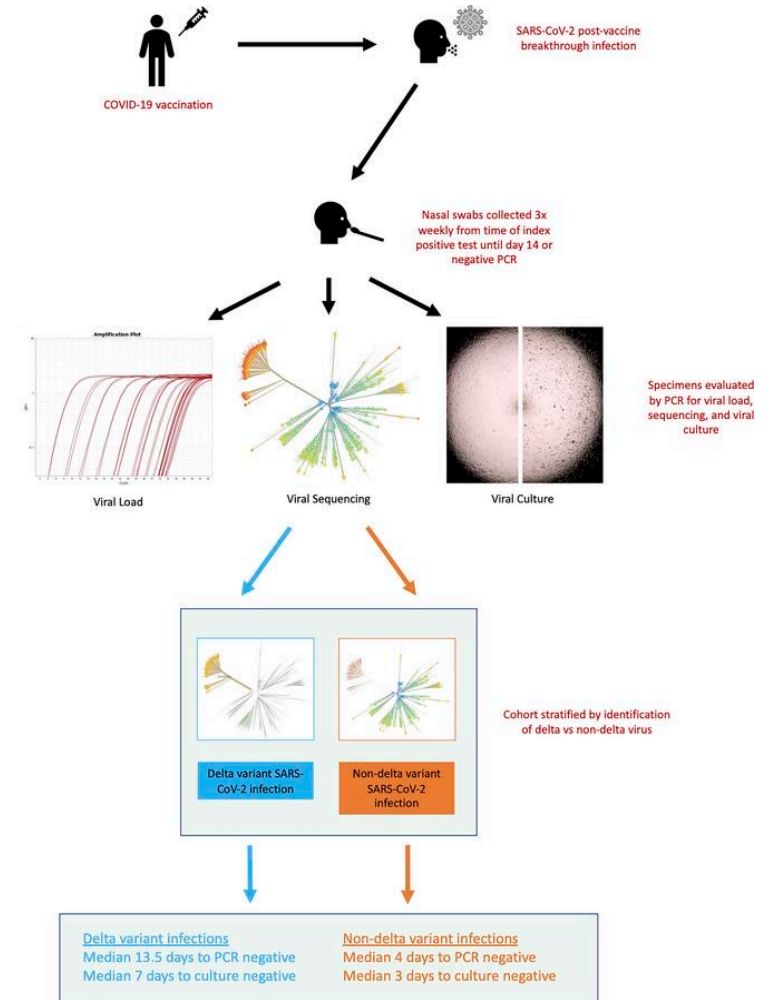 SARS-CoV-2 post-vaccine
breakthrough infection
COVID-19 vaccination
Nasal swabs collected 3x
weekly from time of index
positive test until day 14 or
negative PCR
Amplification Plot
Specimens evaluated
by PCR for viral load,
sequencing, and viral
culture
Viral Load
Viral Sequencing
Viral Culture
Cohort stratified by identification
of delta vs non-delta virus
Delta variant SARS-
CoV-2 infection
Non-delta variant
SARS-CoV-2
infection
Delta variant infections
Median 13.5 days to PCR negative
Median 7 days to culture negative
Non-delta variant infections
Median 4 days to PCR negative
Median 3 days to culture negative